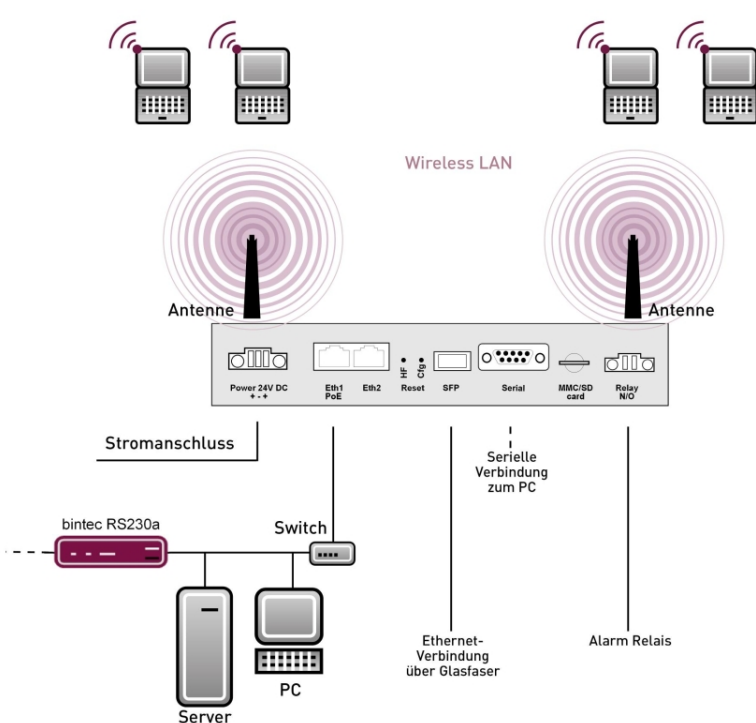 Wireless LAN
Antenne
Antenne
Power 24V DC
+ - +
Eth1
PoE
Eth2
HF
Cfg
Reset
SFP
Serial
MMC/SD
card
Relay
N/O
Stromanschluss
Serielle
Verbindung
zum PC
bintec RS230a
Switch
Ethernet-
Verbindung
über Glasfaser
Alarm Relais
PC
Server